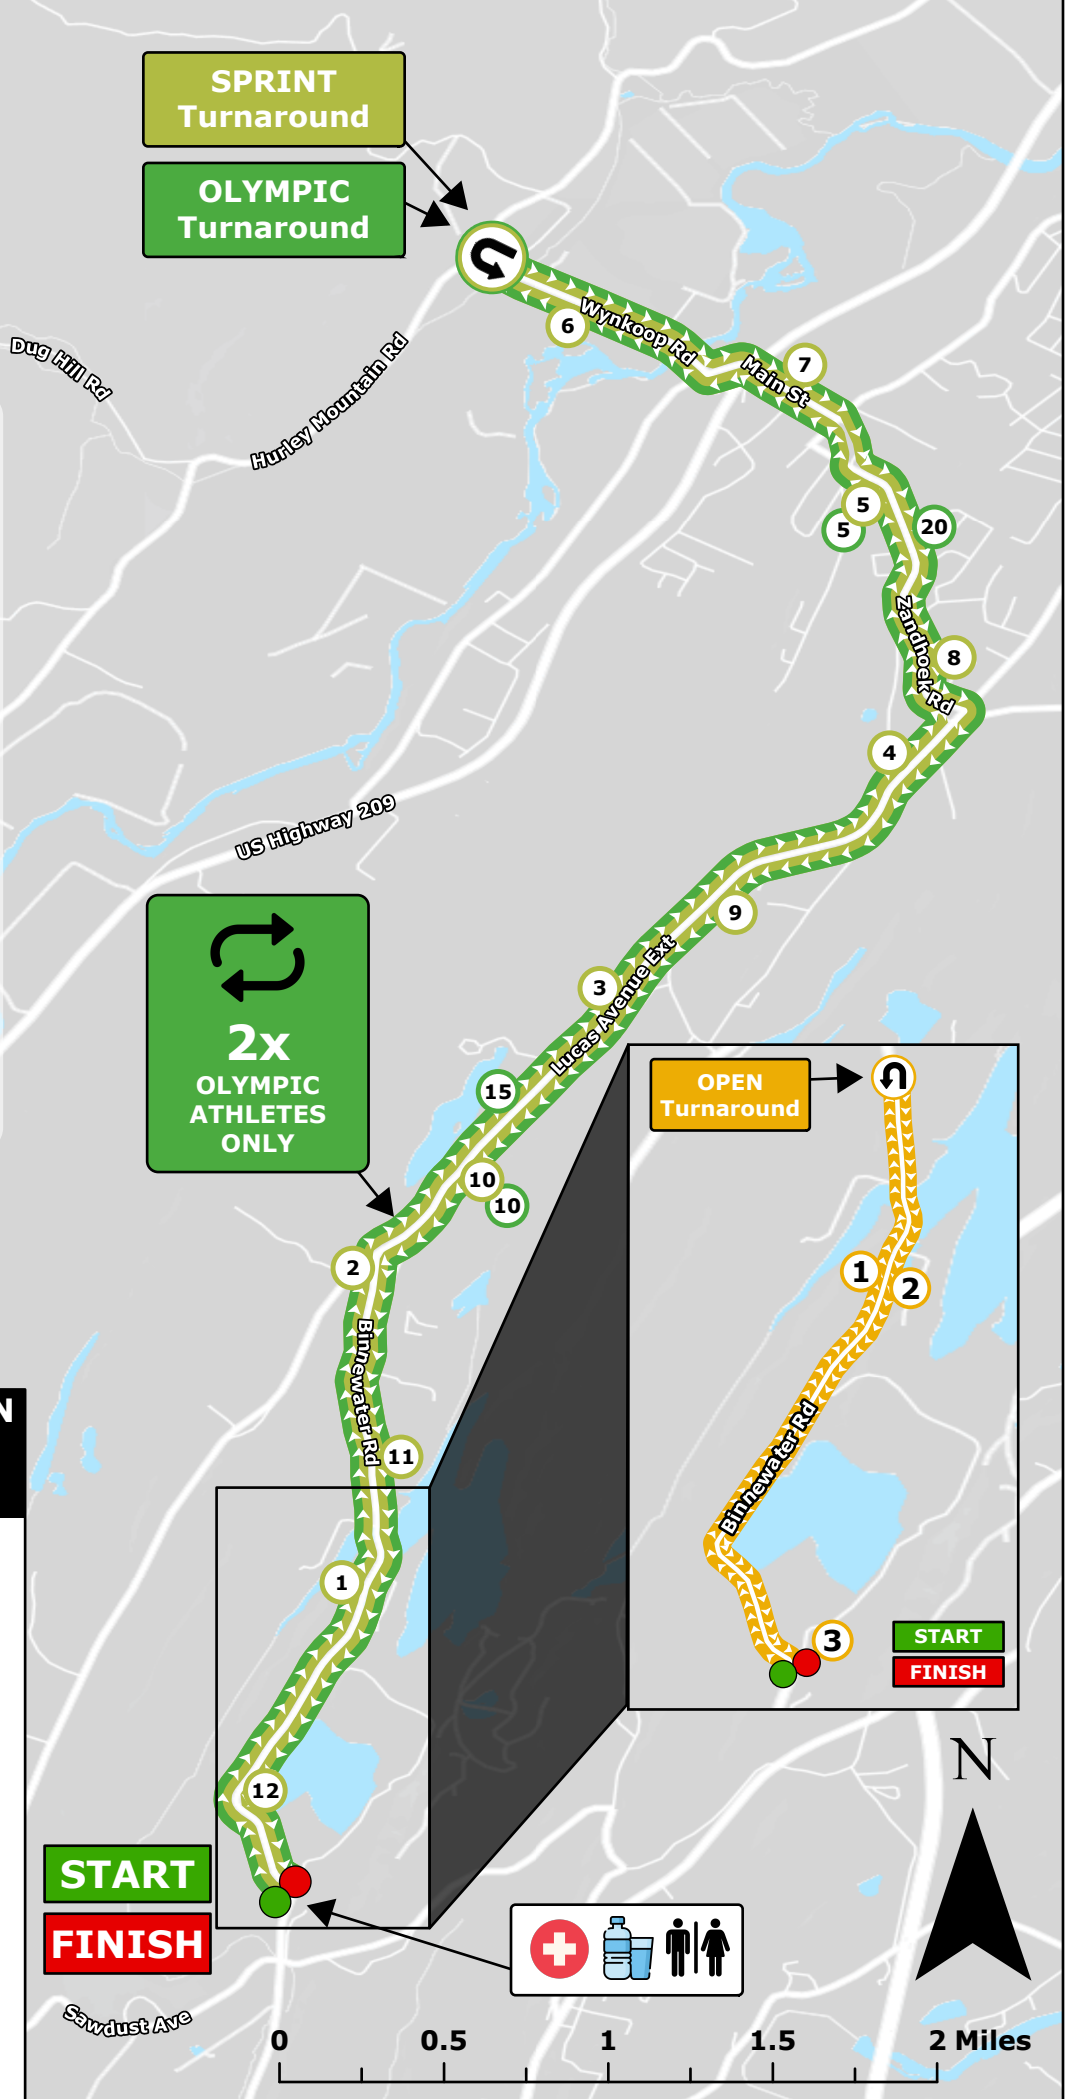 SPRINT
Turnaround
OLYMPIC
Turnaround
6
Wynkoop Rd
Main St
7
Dug Hill Rd
Hurley Mountain Rd
5
5
20
Zandhoek Rd
8
4
US Highway 209
9
2x
OLYMPIC
ATHLETES
ONLY
3
Lucas Avenue Ext
15
10
10
2
Binnewater Rd
11
1
12
OPEN
Turnaround
1
2
Binnewater Rd
3
START
FINISH
N
N
START
FINISH
Sawdust Ave
0 0.5 1 1.5 2 Miles